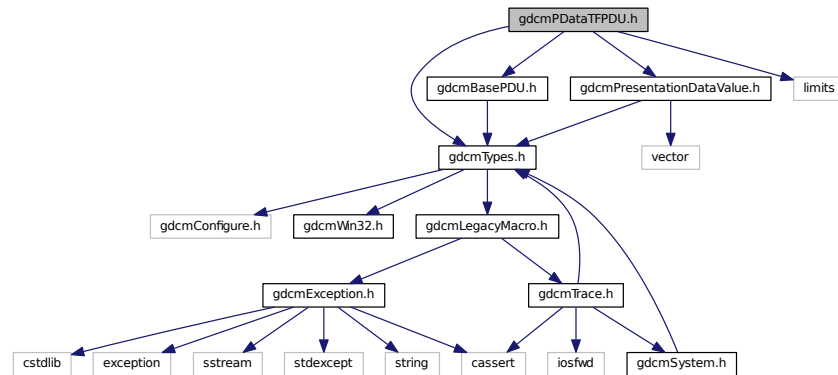 gdcmPDataTFPDU.h
gdcmBasePDU.h
gdcmPresentationDataValue.h
limits
gdcmTypes.h
vector
gdcmConfigure.h
gdcmWin32.h
gdcmLegacyMacro.h
gdcmException.h
gdcmTrace.h
cstdlib
exception
sstream
stdexcept
string
cassert
iosfwd
gdcmSystem.h